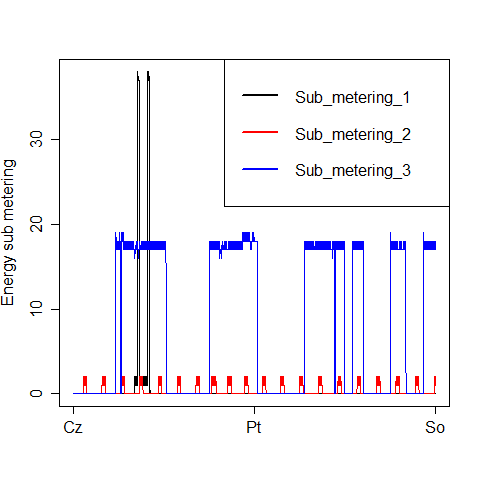 Sub_metering_1
Sub_metering_2
Sub_metering_3
Energy sub metering
30
20
10
0
Cz
Pt
So